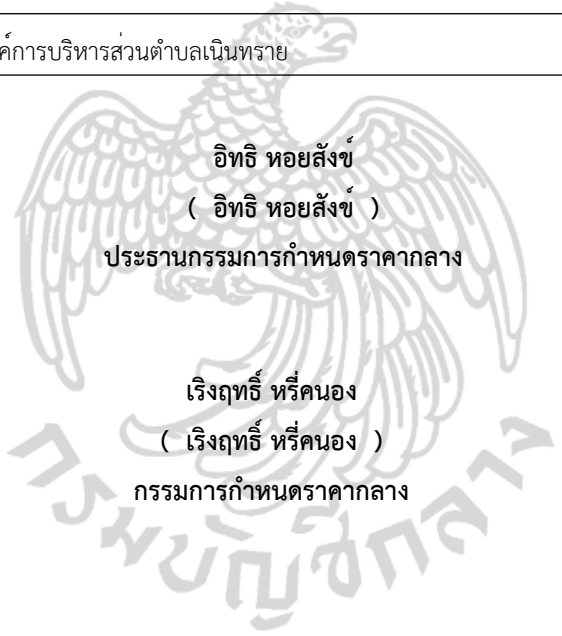 ค์การบริหารส่วนตำบลเนินทราย
อิทธิ หอยสังข์
( อิทธิ หอยสังข์ )
ประธานกรรมการกำหนดราคากลาง
เริงฤทธิ์ หรี่คนอง
( เริงฤทธิ์ หรี่คนอง )
กรรมการกำหนดราคากลาง
กรมบัญชีกลาง